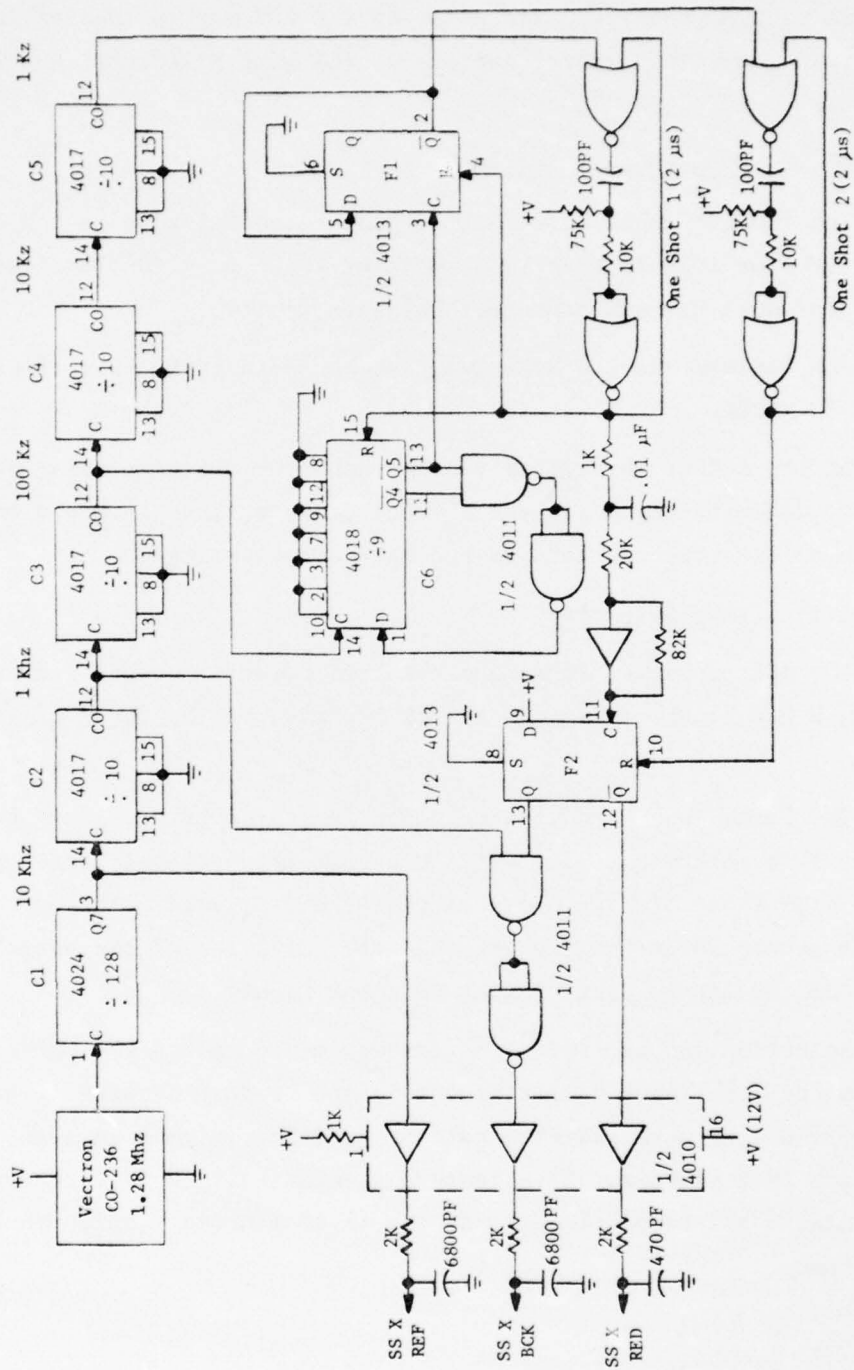 C1
C2
C3
C4
C5
10 Khz
1 Khz
100 Kz
10 Kz
1 Kz
+V
Vectron
CO-236
1.28 Mhz
1
C
4024
÷ 128
Q7
3
14
C
4017
÷ 10
CO
12
13
8
15
14
C
4017
÷10
CO
12
13
8
15
14
C
4017
÷10
CO
12
13
8
15
14
C
4017
÷10
CO
12
13
8
15
10
2
3
7
9
12
8
14
C
1
D
4018
÷9
R
15
Q4
Q5
11
13
C6
1/2 4011
6
S
5
D
Q
F1
Q
2
3
C
4
1/2 4013
+V
75K
100PF
10K
One Shot 1 (2 µs)
+V
75K
100PF
10K
One Shot 2 (2 µs)
1K
.01 µF
20K
82K
1/2 4013
8
S
9
D
+V
13
Q
F2
C
11
12
Q
R
10
1/2 4011
+V
1K
1
1/2
4010
16
+V (12V)
2K
6800PF
SS X
REF
2K
6800PF
SS X
BCK
2K
470 PF
SS X
RED